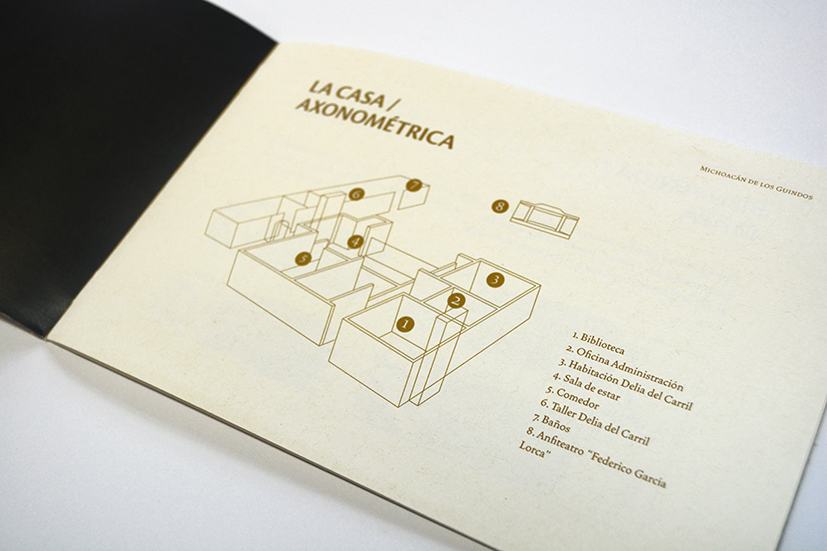 LA CASA /
AXONOMÉTRICA
MICHOACÁN DE LOS GUINDOS
7
6
8
4
5
3
2
1
1. Biblioteca
2. Oficina Administración
3. Habitación Delia del Carril
4. Sala de estar
5. Comedor
6. Taller Delia del Carril
7. Baños
8. Anfiteatro “Federico García
Lorca”